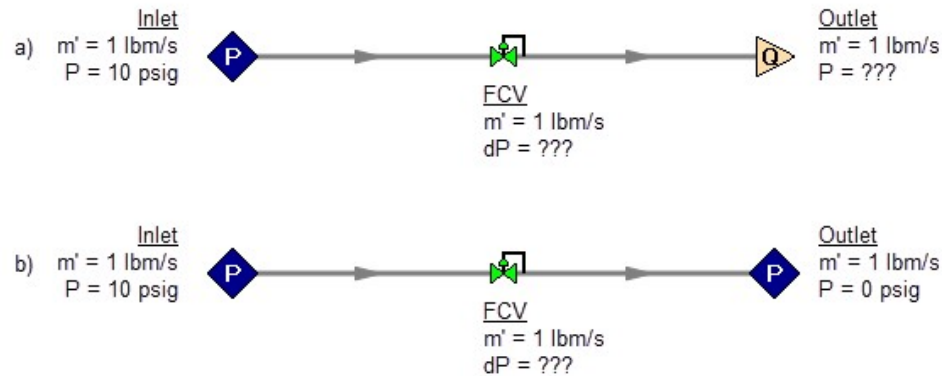 a)
Inlet
m' = 1 lbm/s
P = 10 psig
P
FCV
m' = 1 lbm/s
dP = ???
Q
Outlet
m' = 1 lbm/s
P = ???
b)
Inlet
m' = 1 lbm/s
P = 10 psig
P
FCV
m' = 1 lbm/s
dP = ???
P
Outlet
m' = 1 lbm/s
P = 0 psig